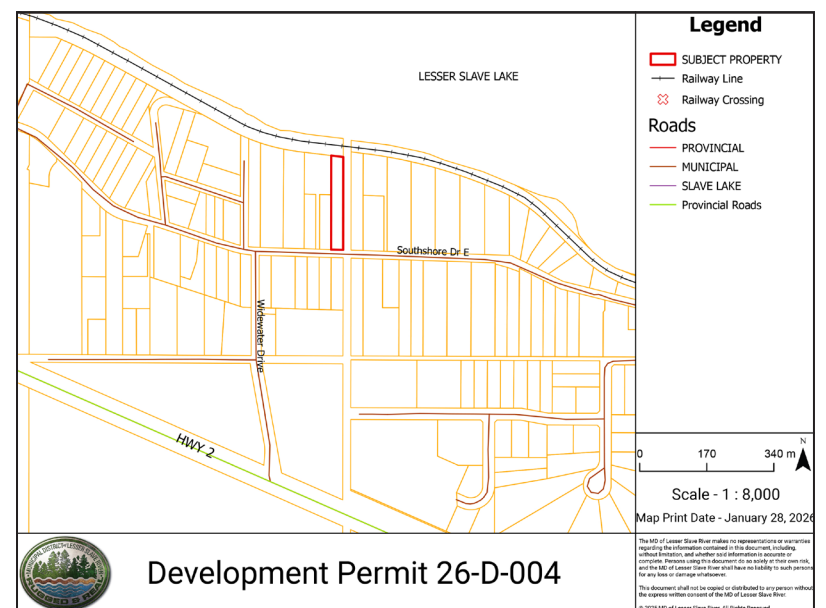 LESSER SLAVE LAKE
Southshore Dr E
Widewater Drive
HWY 2
Legend
SUBJECT PROPERTY
Railway Line
Railway Crossing
Roads
PROVINCIAL
MUNICIPAL
SLAVE LAKE
Provincial Roads
N
0 170 340 m
Scale - 1 : 8,000
Map Print Date - January 28, 2026
Development Permit 26-D-004
The MD of Lesser Slave River makes no representations or warranties
regarding the information contained in this document, including,
without limitation, and whether said information is accurate or
complete. Persons using this document do so solely at their own risk,
and the MD of Lesser Slave River shall have no liability to such persons
for any loss or damage whatsoever.
This document shall not be copied or distributed to any person without
the express written consent of the MD of Lesser Slave River.